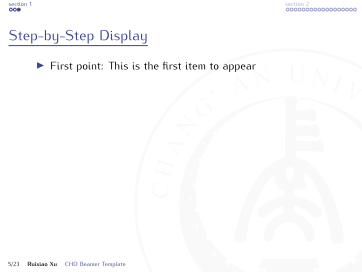 section 1
section 2
Step-by-Step Display
First point: This is the first item to appear
CHANG'AN UNIV
5/23 Ruixiao Xu CHD Beamer Template